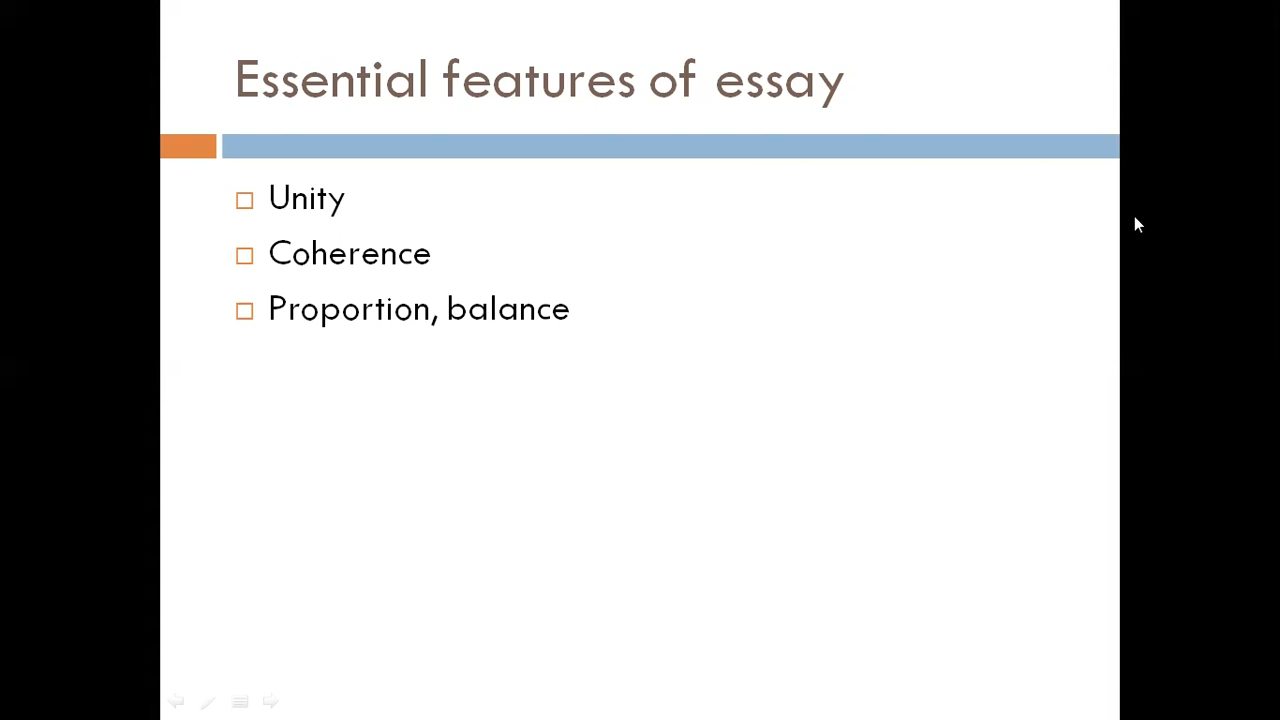 Essential features of essay
Unity
Coherence
Proportion, balance